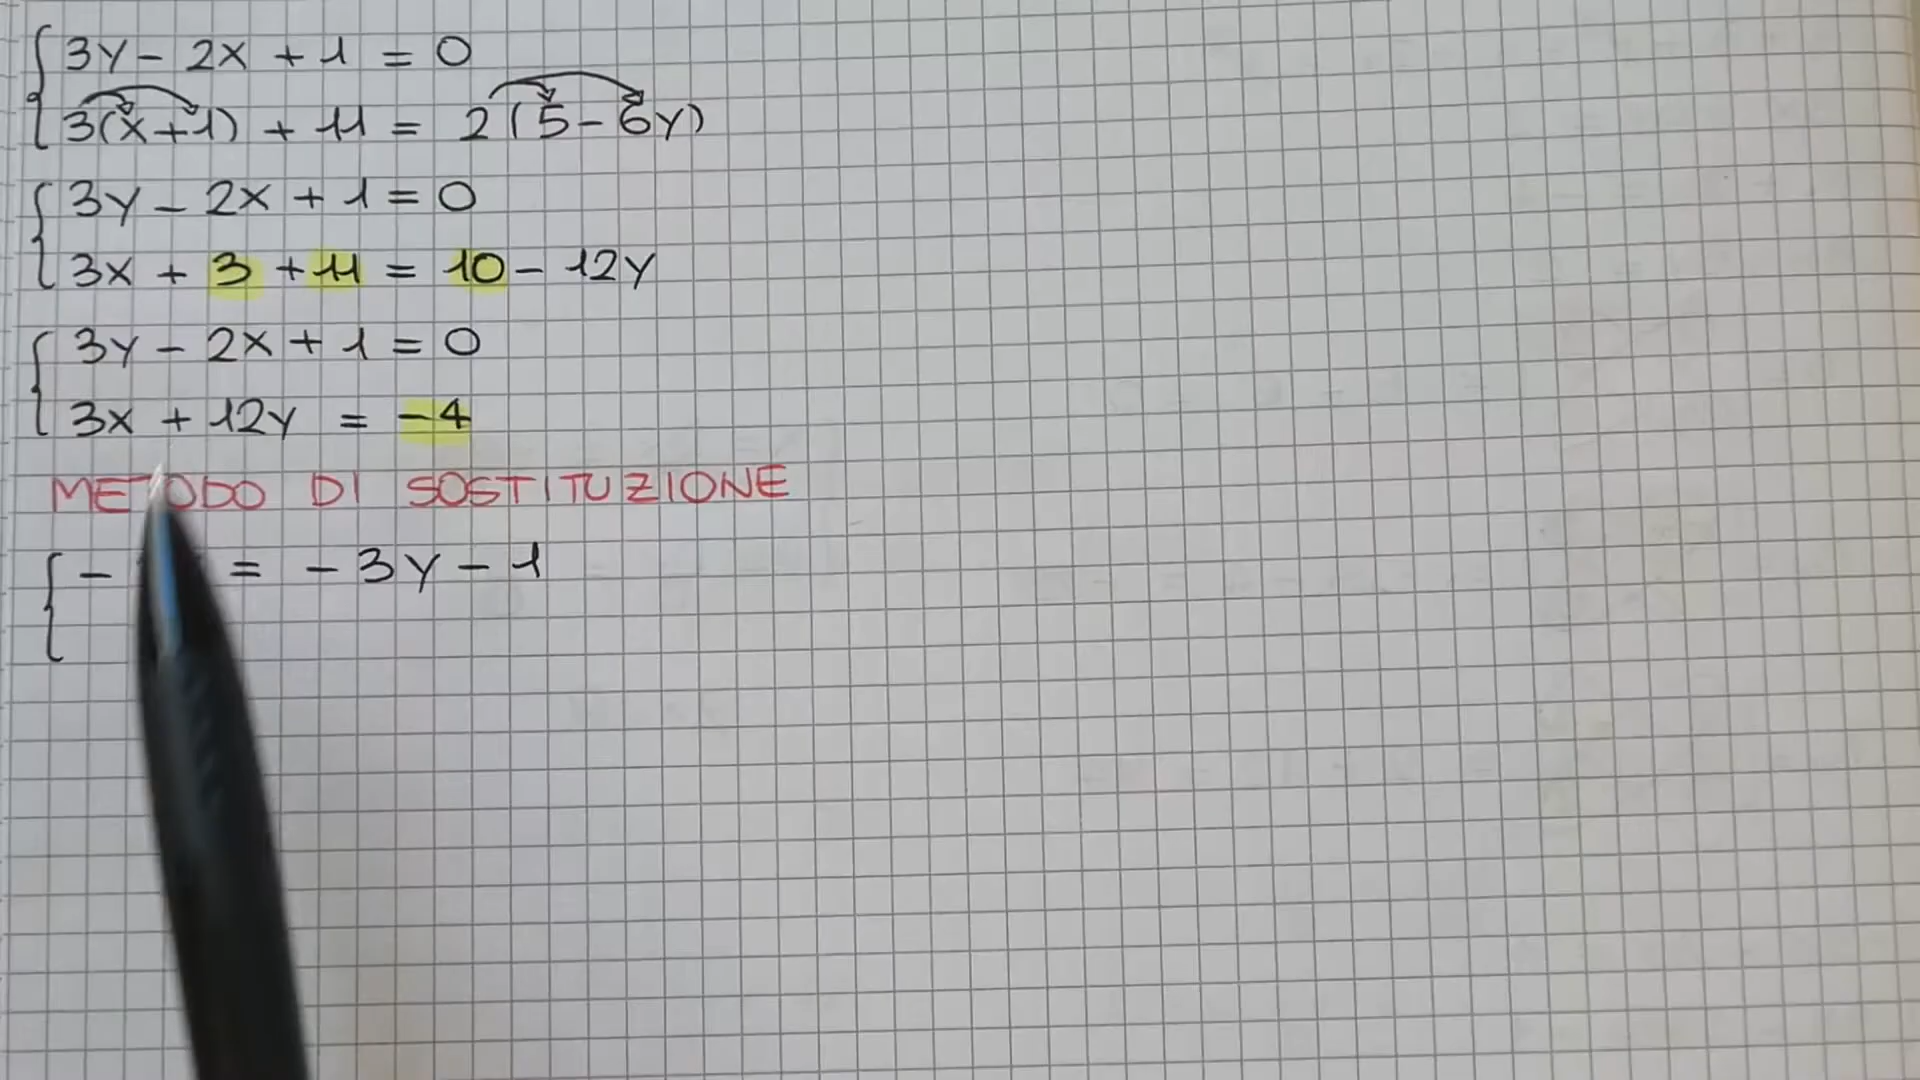 3y - 2x + 1 = 0
3(x+1) + 11 = 2(5 - 6y)
3y - 2x + 1 = 0
3x + 3 + 11 = 10 - 12y
3y - 2x + 1 = 0
3x + 12y = -4
METODO DI SOSTITUZIONE
- = - 3y - 1